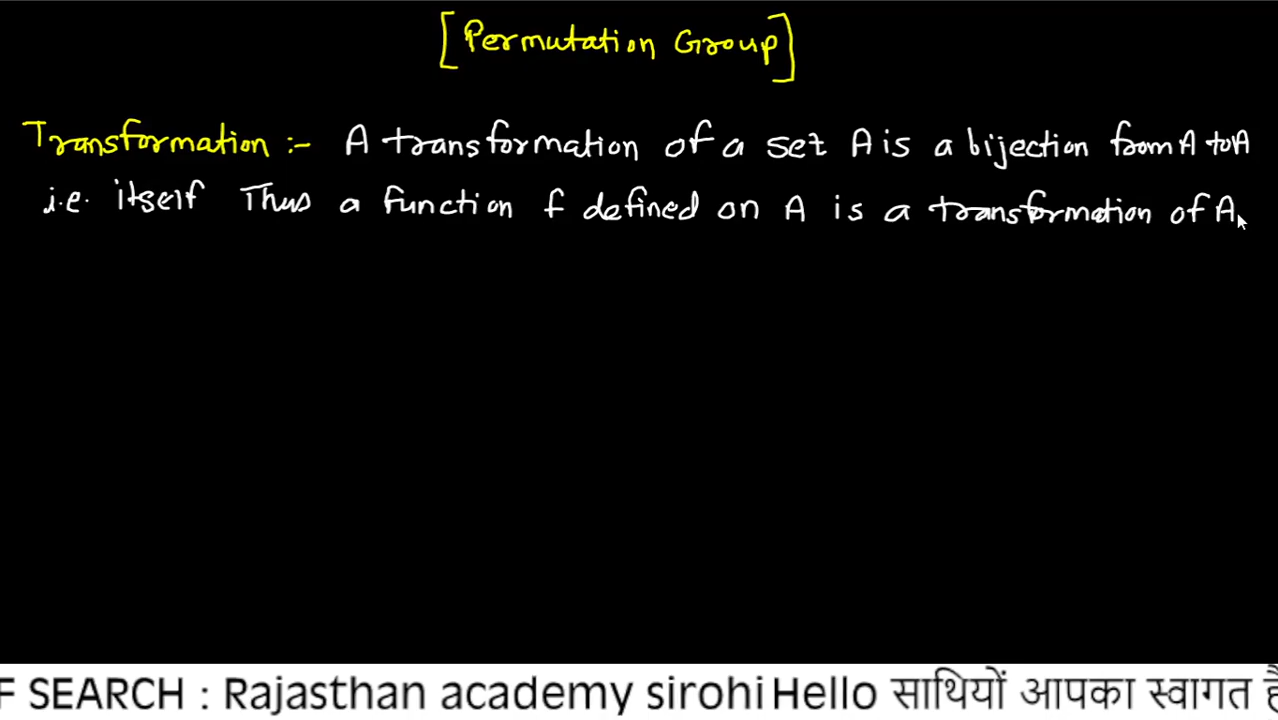 [Permutation Group]
Transformation :- A transformation of a set A is a bijection from A to A
i.e. itself Thus a function f defined on A is a transformation of A
F SEARCH : Rajasthan academy sirohi Hello साथियों आपका स्वागत है